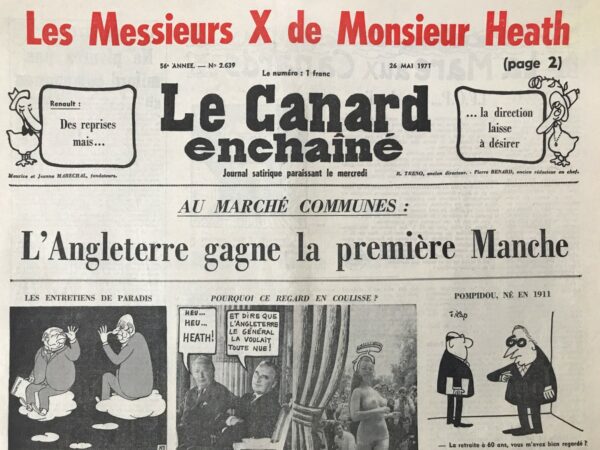 Les Messieurs X de Monsieur Heath
(page 2)
56e ANNÉE. — No 2.639
26 MAI 1971
Le numéro : 1 franc
Renault :
Des reprises
mais...
Le Canard
enchaîné
Journal satirique paraissant le mercredi
... la direction
laisse
à désirer
Maurice et Jeanne MARECHAL, fondateurs.
R. TRENO, ancien directeur. - Pierre BENARD, ancien rédacteur en chef.
AU MARCHÉ COMMUNES :
L'Angleterre gagne la première Manche
LES ENTRETIENS DE PARADIS
POURQUOI CE REGARD EN COULISSE ?
POMPIDOU, NÉ EN 1911
HEU...
HEU...
HEATH!
ET DIRE QUE
L'ANGLETERRE
LE GÉNÉRAL
LA VOULAIT
TOUTE NUE!
60
— La retraite à 60 ans, vous m'avez bien regardé ?